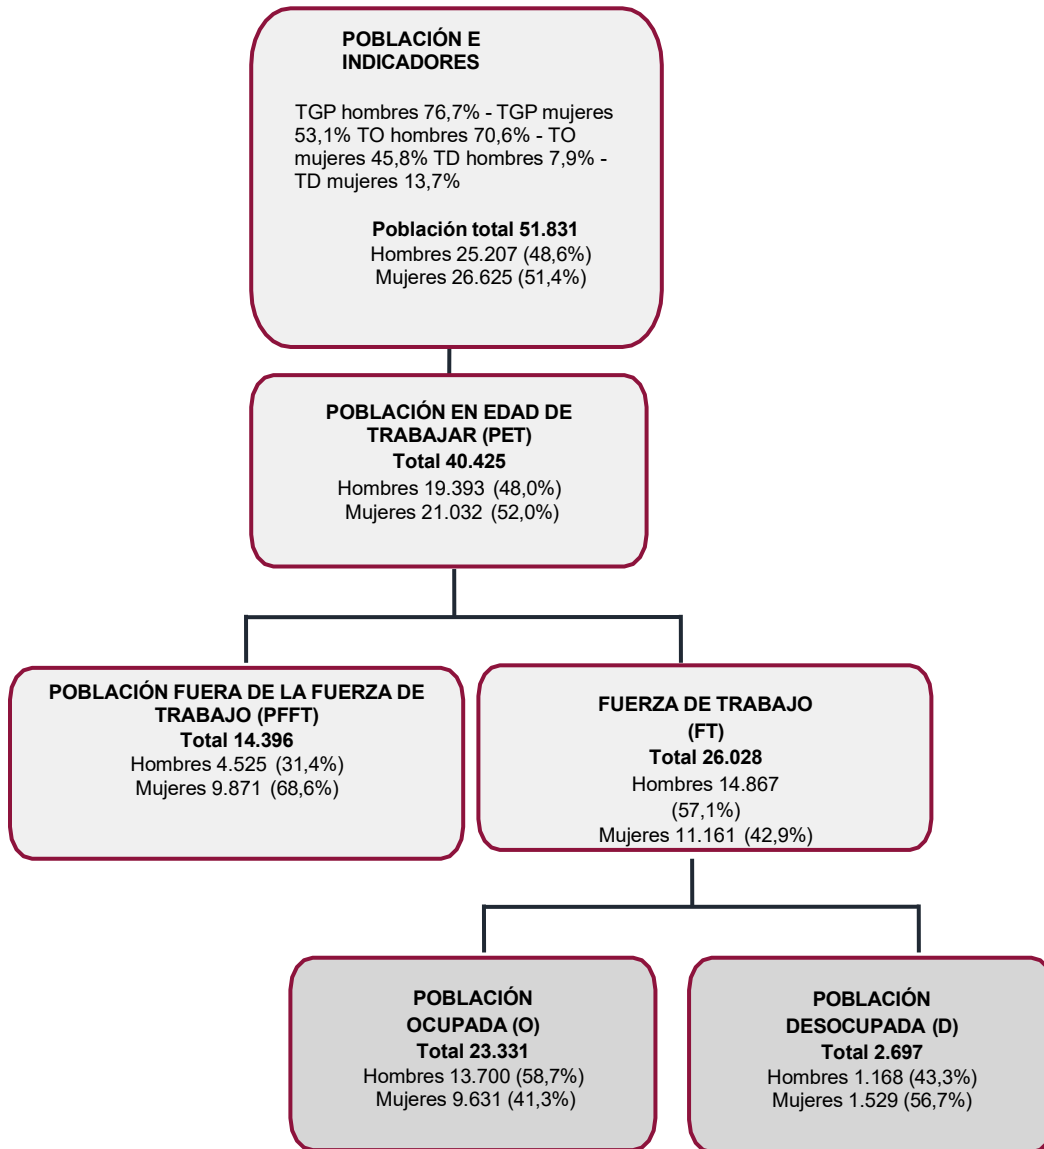 POBLACIÓN E
INDICADORES
TGP hombres 76,7% - TGP mujeres
53,1% TO hombres 70,6% - TO
mujeres 45,8% TD hombres 7,9% -
TD mujeres 13,7%
Población total 51.831
Hombres 25.207 (48,6%)
Mujeres 26.625 (51,4%)
POBLACIÓN EN EDAD DE
TRABAJAR (PET)
Total 40.425
Hombres 19.393 (48,0%)
Mujeres 21.032 (52,0%)
POBLACIÓN FUERA DE LA FUERZA DE
TRABAJO (PFFT)
Total 14.396
Hombres 4.525 (31,4%)
Mujeres 9.871 (68,6%)
FUERZA DE TRABAJO
(FT)
Total 26.028
Hombres 14.867
(57,1%)
Mujeres 11.161 (42,9%)
POBLACIÓN
OCUPADA (O)
Total 23.331
Hombres 13.700 (58,7%)
Mujeres 9.631 (41,3%)
POBLACIÓN
DESOCUPADA (D)
Total 2.697
Hombres 1.168 (43,3%)
Mujeres 1.529 (56,7%)